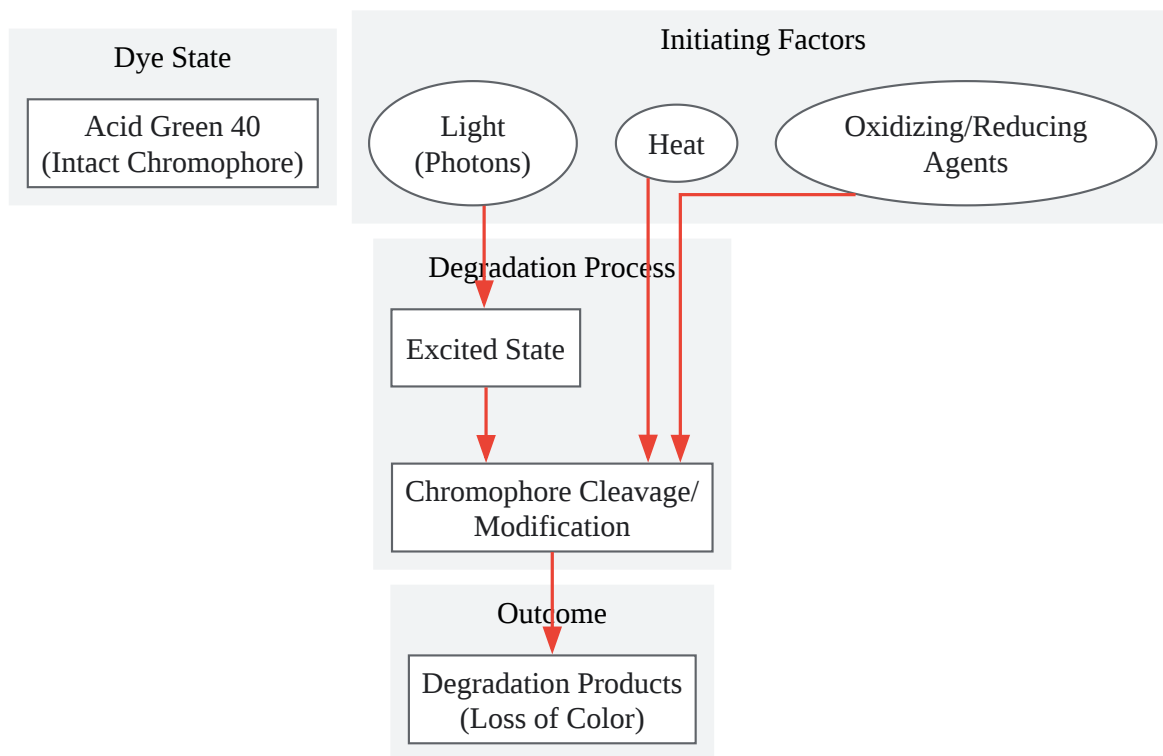 Dye State
Acid Green 40
(Intact Chromophore)
Initiating Factors
Light
(Photons)
Heat
Oxidizing/Reducing
Agents
Degradation Process
Excited State
Chromophore Cleavage/
Modification
Outcome
Degradation Products
(Loss of Color)